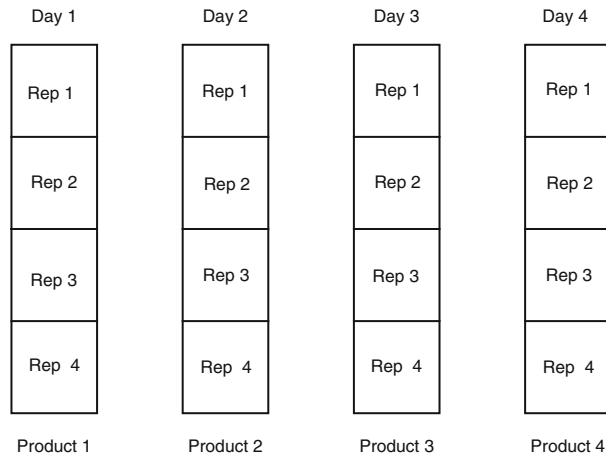 Day 1 Day 2 Day 3 Day 4
Rep 1 Rep 1 Rep 1 Rep 1
Rep 2 Rep 2 Rep 2 Rep 2
Rep 3 Rep 3 Rep 3 Rep 3
Rep 4 Rep 4 Rep 4 Rep 4
Product 1 Product 2 Product 3 Product 4